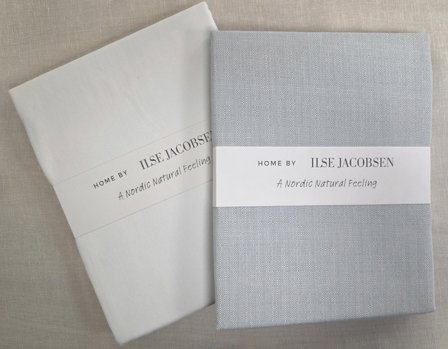 HOME BY ILSE JACOBSEN
A Nordic Natural Feeling
HOME BY ILSE JACOBSEN
A Nordic Natural Feeling